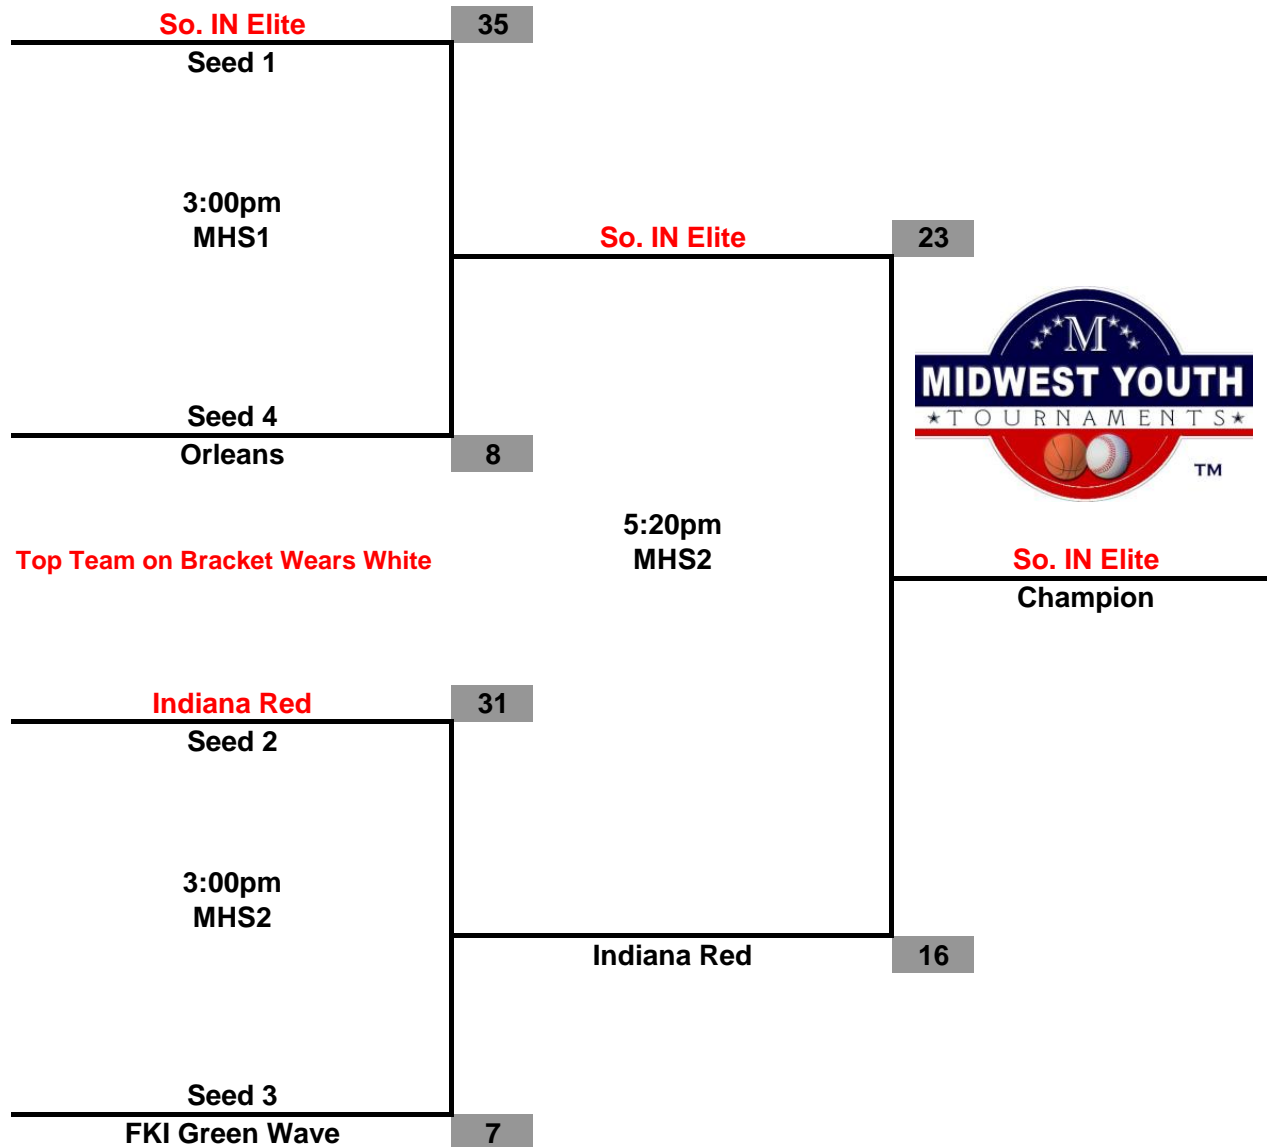 So. IN Elite 35
Seed 1
3:00pm
MHS1
So. IN Elite 23
M
MIDWEST YOUTH
★TOURNAMENTS★
TM
Seed 4
Orleans 8
5:20pm
MHS2
Top Team on Bracket Wears White
So. IN Elite
Champion
Indiana Red 31
Seed 2
3:00pm
MHS2
Indiana Red 16
Seed 3
FKI Green Wave 7